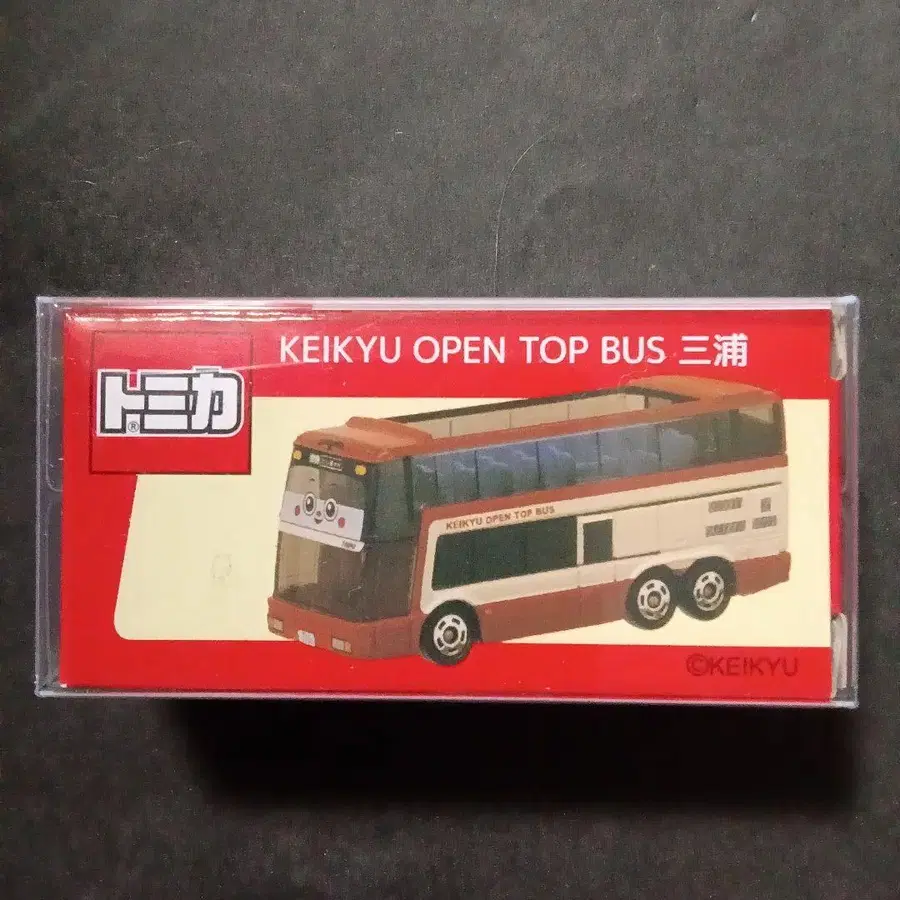 KEIKYU OPEN TOP BUS 三浦
トミカ
®
KEIKYU OPEN TOP BUS
©KEIKYU